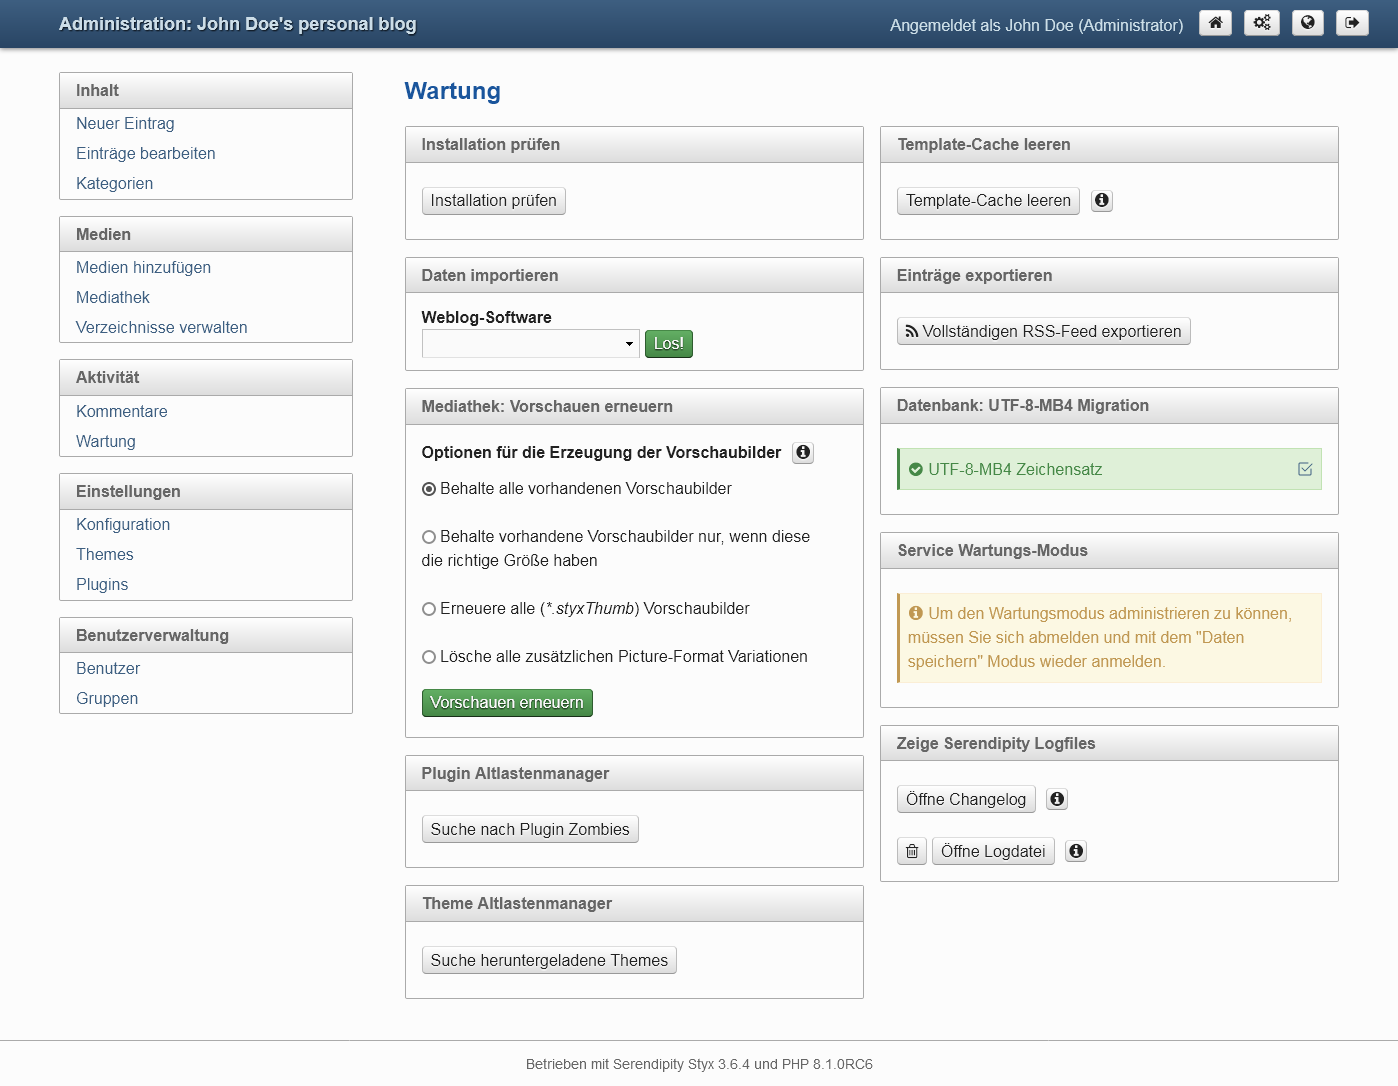 Administration: John Doe's personal blog
Angemeldet als John Doe (Administrator)
Inhalt
Neuer Eintrag
Einträge bearbeiten
Kategorien
Medien
Medien hinzufügen
Mediathek
Verzeichnisse verwalten
Aktivität
Kommentare
Wartung
Einstellungen
Konfiguration
Themes
Plugins
Benutzerverwaltung
Benutzer
Gruppen
Wartung
Installation prüfen
Installation prüfen
Daten importieren
Weblog-Software
Los!
Mediathek: Vorschauen erneuern
Optionen für die Erzeugung der Vorschaubilder
Behalte alle vorhandenen Vorschaubilder
Behalte vorhandene Vorschaubilder nur, wenn diese
die richtige Größe haben
Erneuere alle (*.styxThumb) Vorschaubilder
Lösche alle zusätzlichen Picture-Format Variationen
Vorschauen erneuern
Plugin Altlastenmanager
Suche nach Plugin Zombies
Theme Altlastenmanager
Suche heruntergeladene Themes
Template-Cache leeren
Template-Cache leeren
Einträge exportieren
Vollständigen RSS-Feed exportieren
Datenbank: UTF-8-MB4 Migration
UTF-8-MB4 Zeichensatz
Service Wartungs-Modus
Um den Wartungsmodus administrieren zu können,
müssen Sie sich abmelden und mit dem "Daten
speichern" Modus wieder anmelden.
Zeige Serendipity Logfiles
Öffne Changelog
Öffne Logdatei
Betrieben mit Serendipity Styx 3.6.4 und PHP 8.1.0RC6